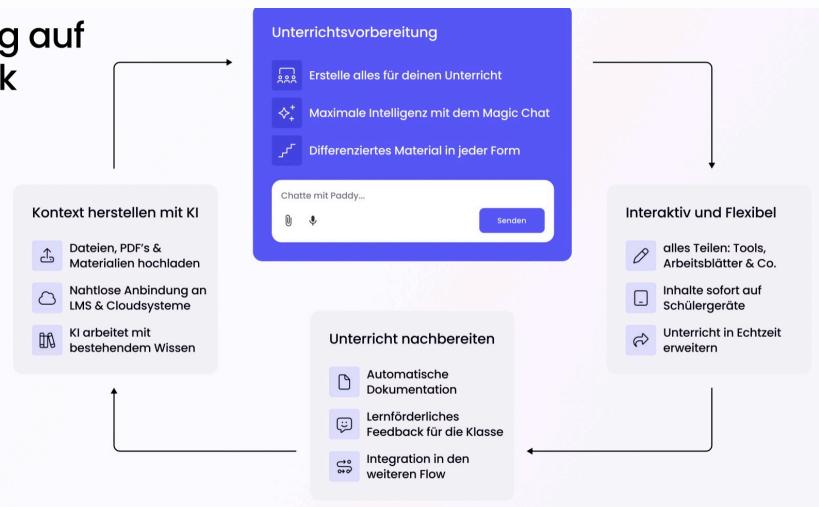 g auf
k
Unterrichtsvorbereitung
Erstelle alles für deinen Unterricht
Maximale Intelligenz mit dem Magic Chat
Differenziertes Material in jeder Form
Chatte mit Paddy...
Senden
Kontext herstellen mit KI
Dateien, PDF's &
Materialien hochladen
Nahtlose Anbindung an
LMS & Cloudsysteme
KI arbeitet mit
bestehendem Wissen
Interaktiv und Flexibel
alles Teilen: Tools,
Arbeitsblätter & Co.
Inhalte sofort auf
Schülergeräte
Unterricht in Echtzeit
erweitern
Unterricht nachbereiten
Automatische
Dokumentation
Lernförderliches
Feedback für die Klasse
Integration in den
weiteren Flow